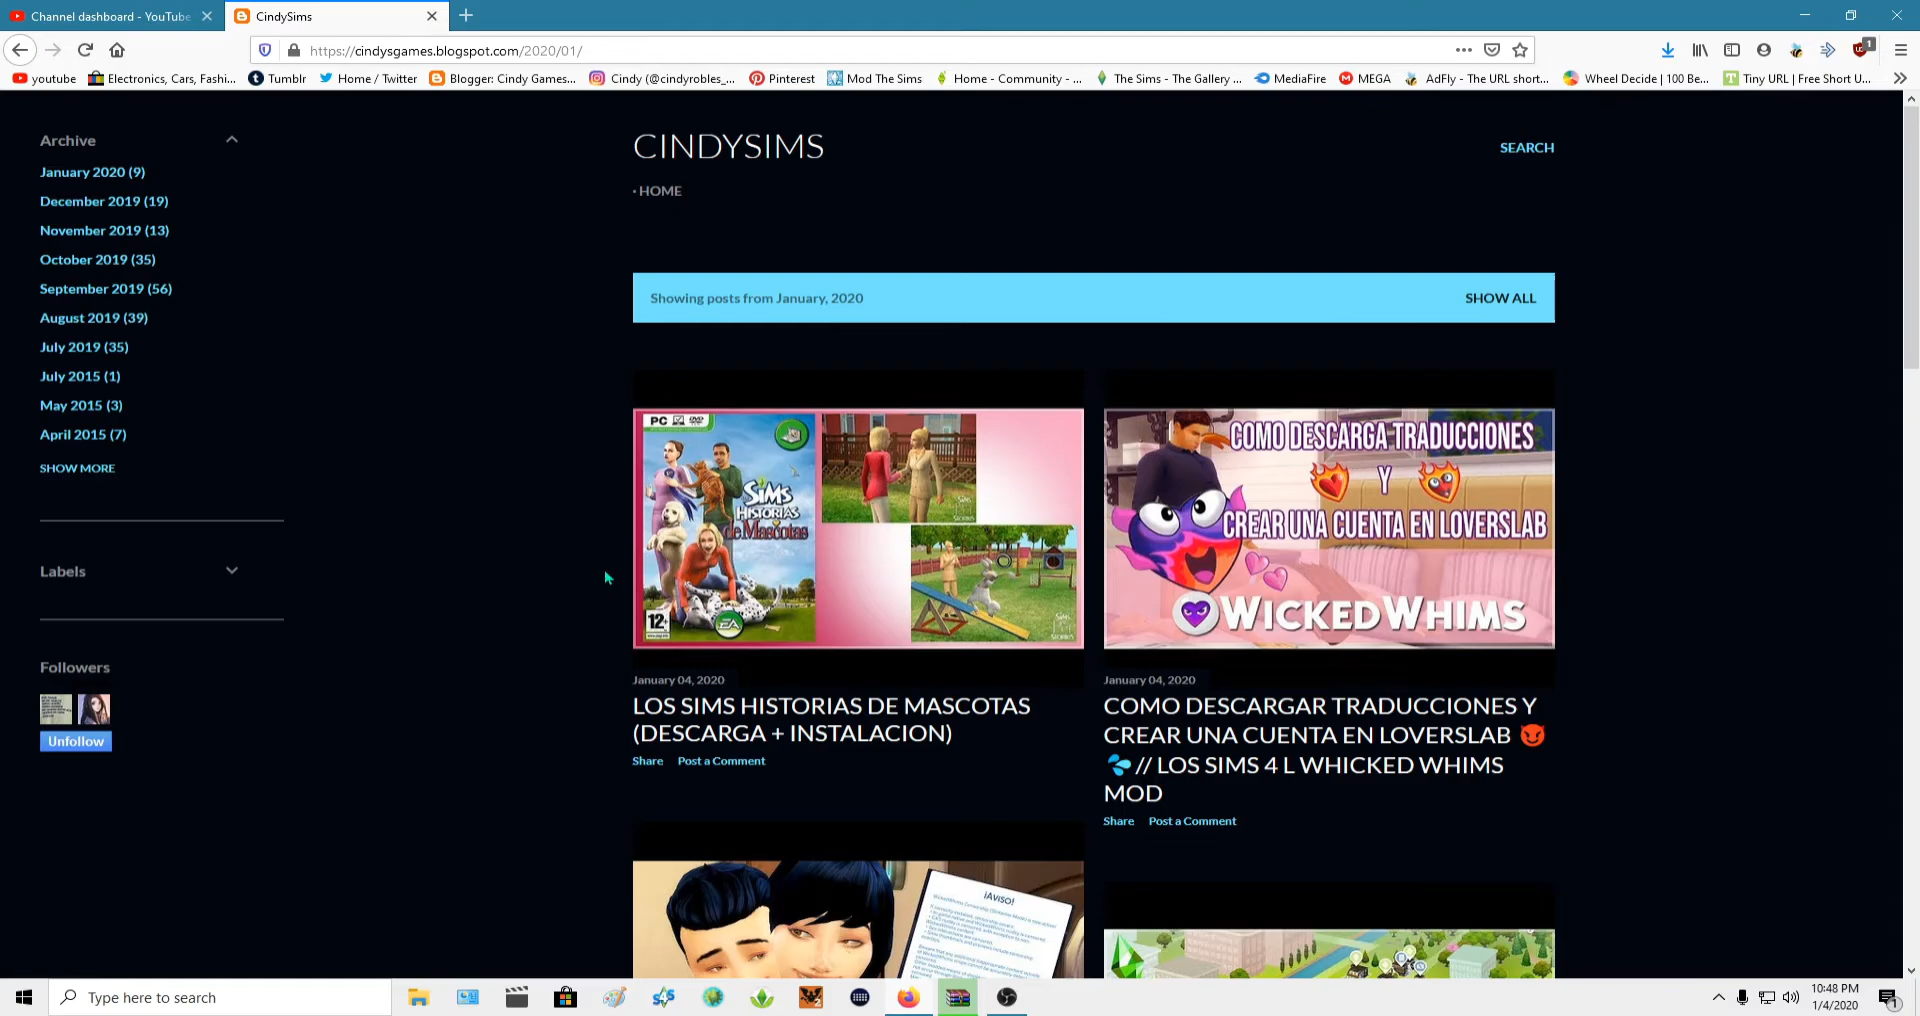 Channel dashboard - YouTube
CindySims
https://cindysgames.blogspot.com/2020/01/
1
youtube
Electronics, Cars, Fashi...
Tumblr
Home / Twitter
Blogger: Cindy Games...
Cindy (@cindyrobles_...
Pinterest
Mod The Sims
Home - Community - ...
The Sims - The Gallery ...
MediaFire
MEGA
AdFly - The URL short...
Wheel Decide | 100 Be...
Tiny URL | Free Short U...
Archive
January 2020 (9)
December 2019 (19)
November 2019 (13)
October 2019 (35)
September 2019 (56)
August 2019 (39)
July 2019 (35)
July 2015 (1)
May 2015 (3)
April 2015 (7)
SHOW MORE
Labels
Followers
Unfollow
CINDYSIMS
SEARCH
• HOME
Showing posts from January, 2020
SHOW ALL
PC
DVD
SiMS
HISTORIAS
de Mascotas
12+
EA
January 04, 2020
LOS SIMS HISTORIAS DE MASCOTAS
(DESCARGA + INSTALACION)
Share Post a Comment
COMO DESCARGA TRADUCCIONES
Y
CREAR UNA CUENTA EN LOVERSLAB
WICKEDWHIMS
January 04, 2020
COMO DESCARGAR TRADUCCIONES Y
CREAR UNA CUENTA EN LOVERSLAB 😈
💦 // LOS SIMS 4 L WHICKED WHIMS
MOD
Share Post a Comment
¡AVISO!
Type here to search
10:48 PM
1/4/2020
1